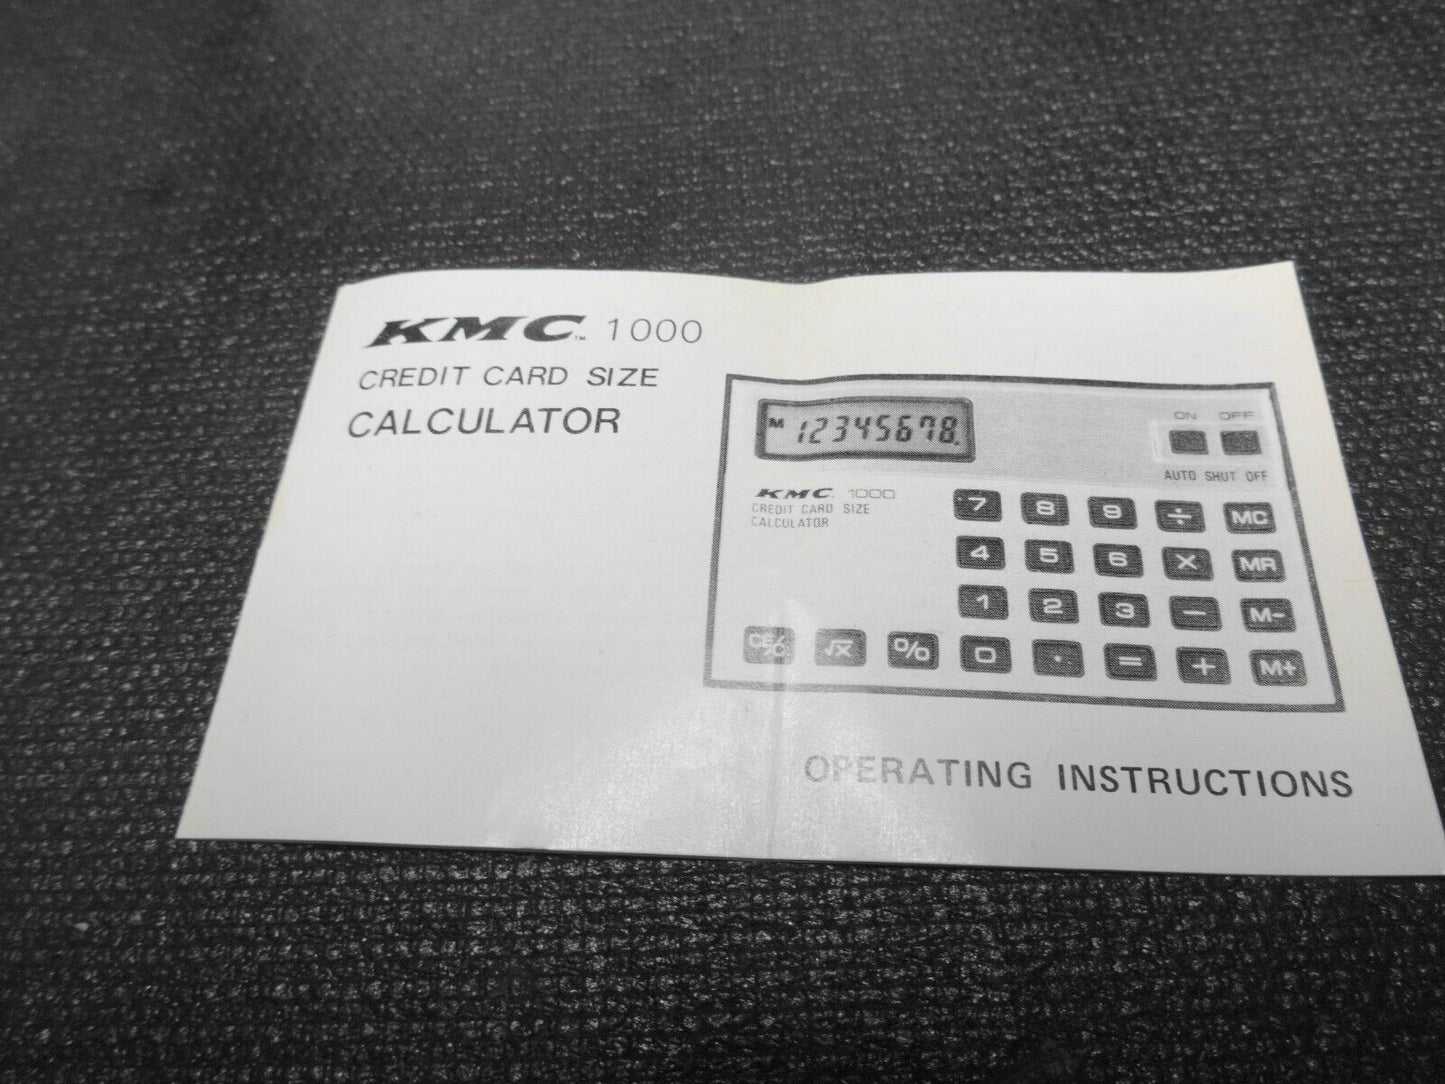 KMC™ 1000
CREDIT CARD SIZE
CALCULATOR
M 12345678.
ON OFF
AUTO SHUT OFF
KMC 1000
CREDIT CARD SIZE
CALCULATOR
7 8 9 ÷ MC
4 5 6 × MR
1 2 3 − M−
CE/C √x % 0 . = + M+
OPERATING INSTRUCTIONS